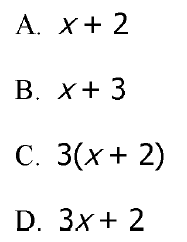 A. x + 2
B. x + 3
C. 3(x + 2)
D. 3x + 2